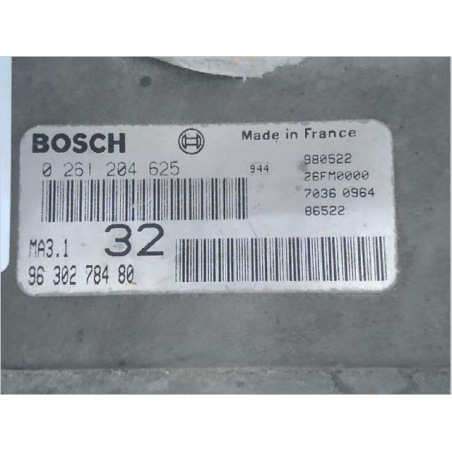 BOSCH Made in France
0 261 204 625 944 980522
26FM0000
7036 0964
86522
MA3.1 32
96 302 784 80